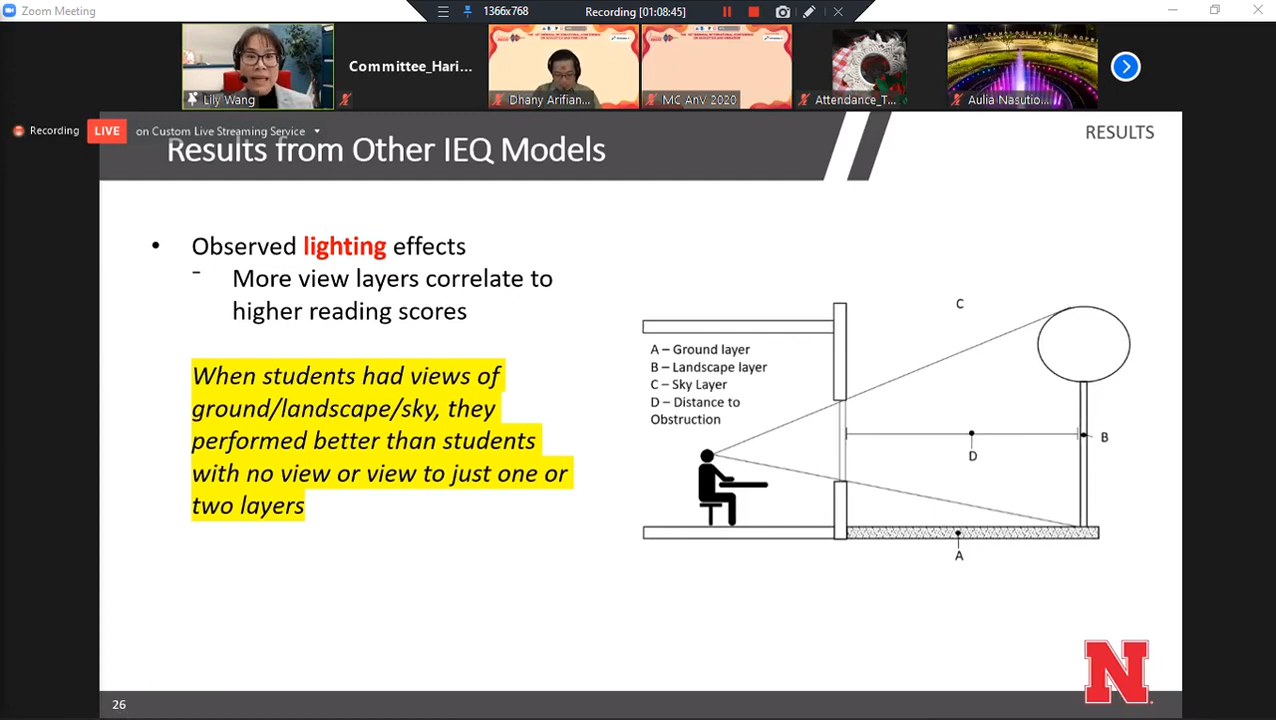 Zoom Meeting
1366x768
Recording [01:08:45]
Lily Wang
Committee_Hari...
Dhany Arifian...
MC AnV 2020
Attendance_T...
Aulia Nasutio...
Recording
LIVE
on Custom Live Streaming Service
Results from Other IEQ Models
RESULTS
• Observed lighting effects
- More view layers correlate to
higher reading scores
When students had views of
ground/landscape/sky, they
performed better than students
with no view or view to just one or
two layers
C
A – Ground layer
B – Landscape layer
C – Sky Layer
D – Distance to
Obstruction
B
D
A
N
26